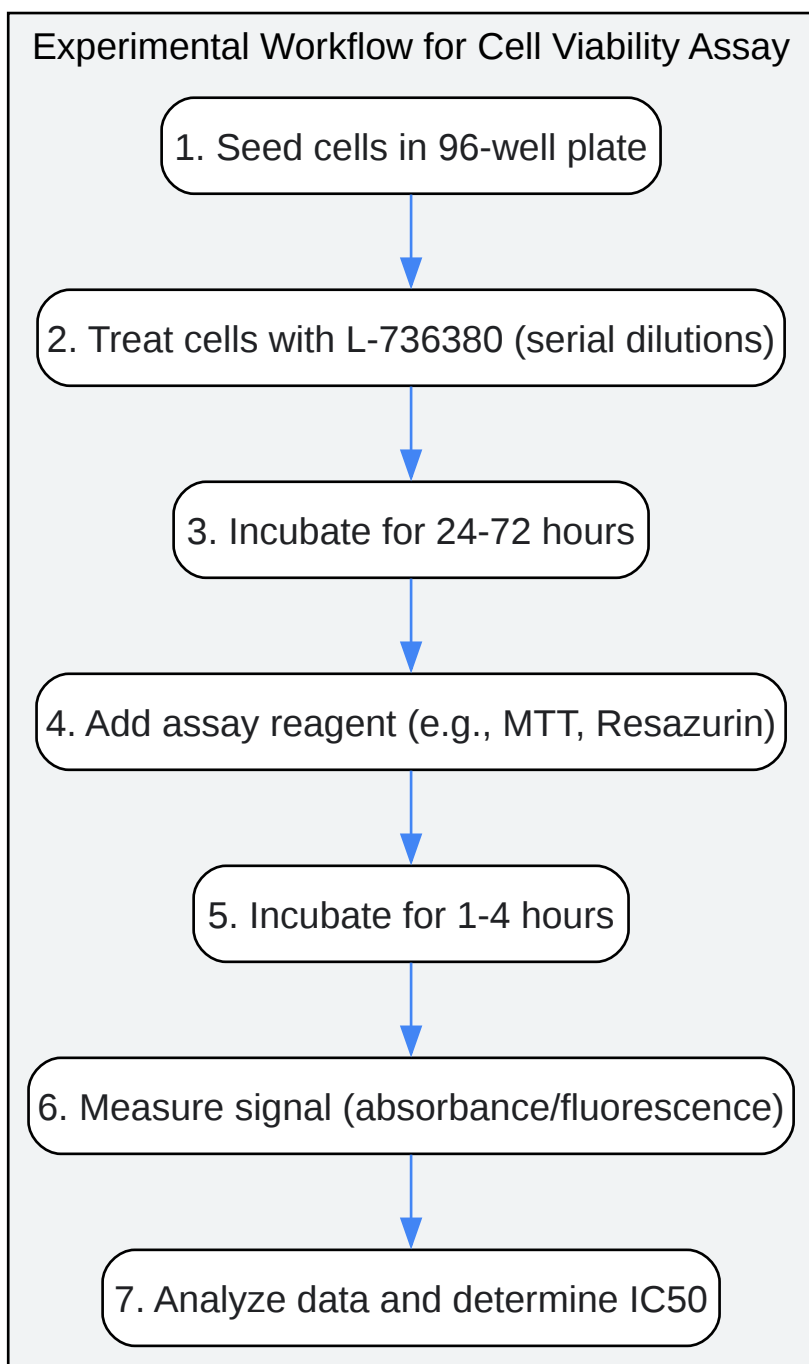 Experimental Workflow for Cell Viability Assay
1. Seed cells in 96-well plate
2. Treat cells with L-736380 (serial dilutions)
3. Incubate for 24-72 hours
4. Add assay reagent (e.g., MTT, Resazurin)
5. Incubate for 1-4 hours
6. Measure signal (absorbance/fluorescence)
7. Analyze data and determine IC50